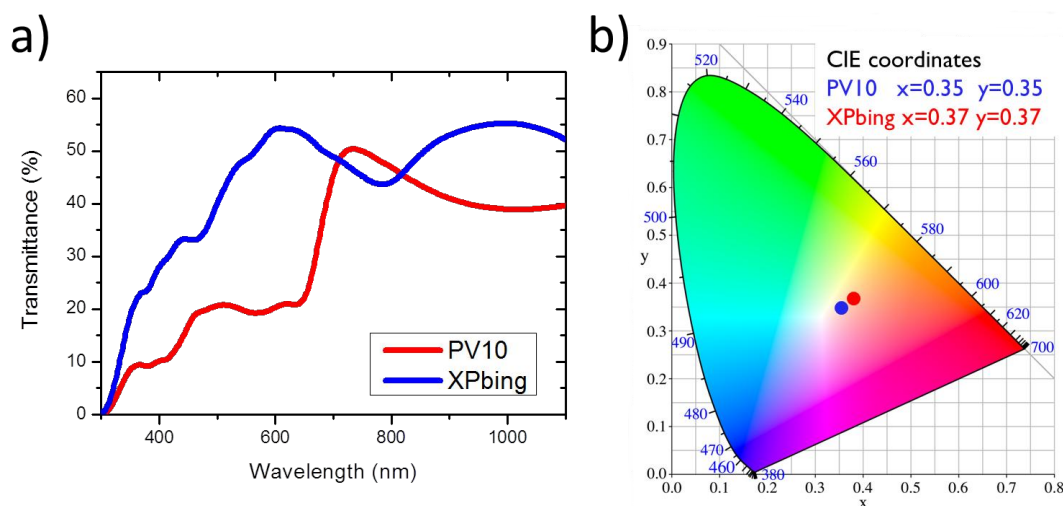 a)
60
50
40
30
20
10
0
Transmittance (%)
PV10
XPbing
400 600 800 1000
Wavelength (nm)
b)
CIE coordinates
PV10 x=0.35 y=0.35
XPbing x=0.37 y=0.37
0.9
0.8
0.7
0.6
0.5
y
0.4
0.3
0.2
0.1
0.0
520
540
560
500
580
600
620
490
700
480
470
460
380
0.0 0.1 0.2 0.3 0.4 0.5 0.6 0.7 0.8
x